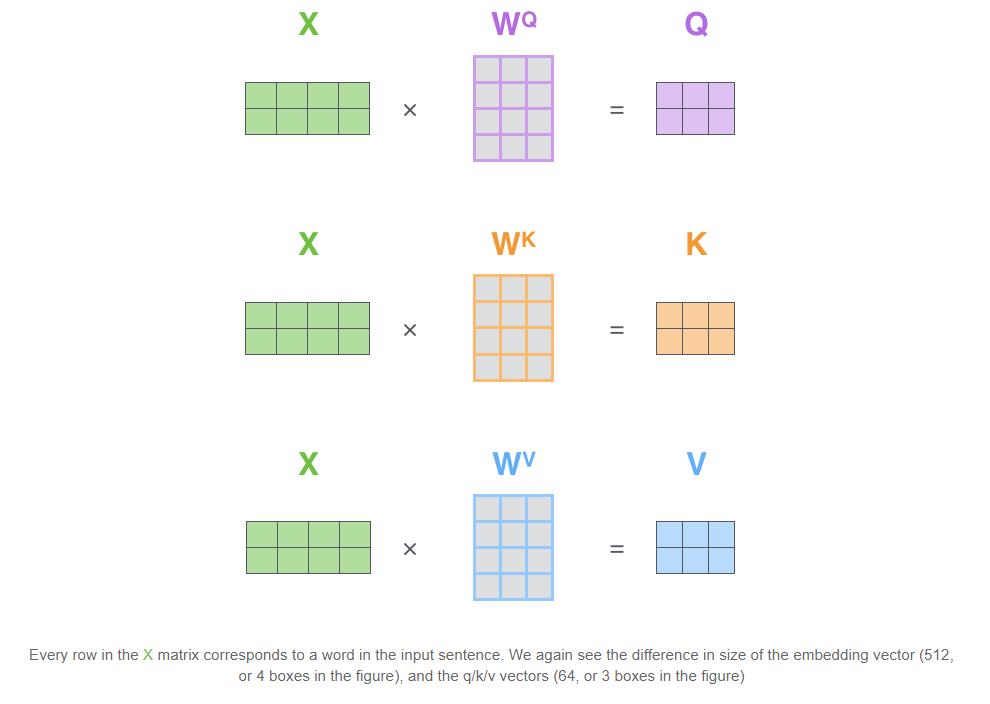 X W^Q Q
× =
X W^K K
× =
X W^V V
× =
Every row in the X matrix corresponds to a word in the input sentence. We again see the difference in size of the embedding vector (512,
or 4 boxes in the figure), and the q/k/v vectors (64, or 3 boxes in the figure)